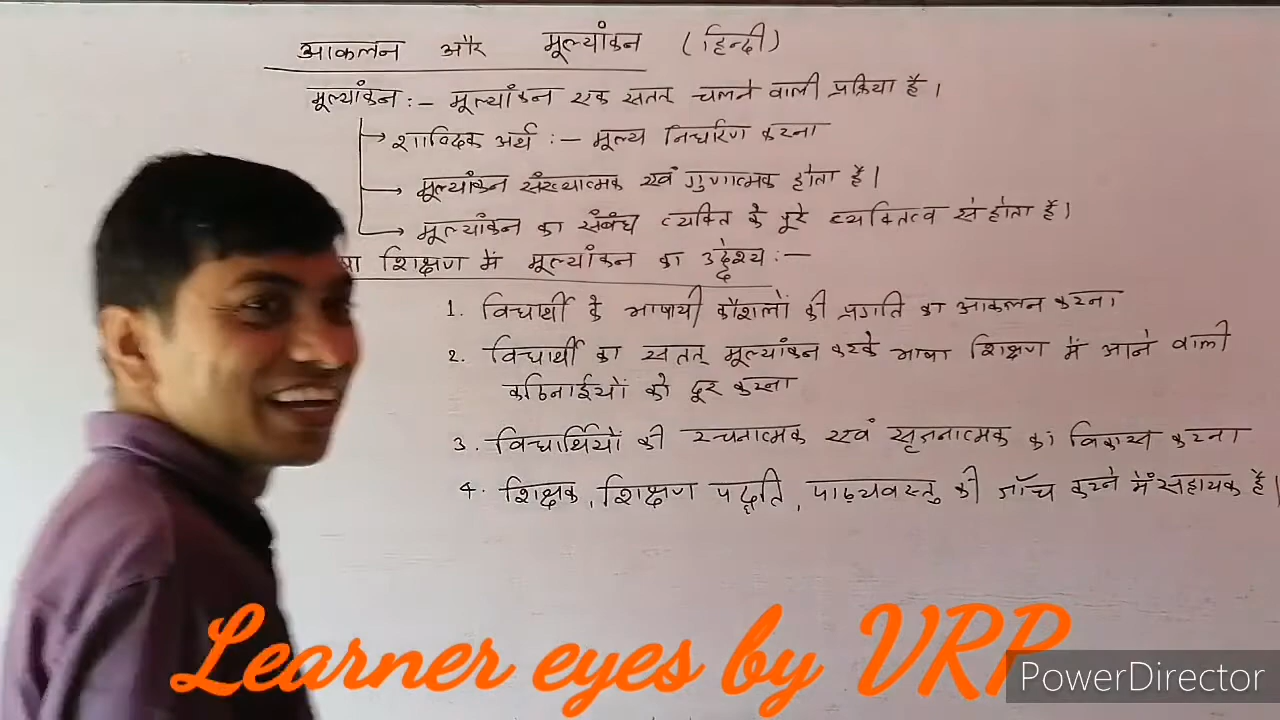 आकलन और मूल्यांकन (हिन्दी)
मूल्यांकन :- मूल्यांकन एक सतत् चलने वाली प्रक्रिया है।
शाब्दिक अर्थ :- मूल्य निर्धारण करना
मूल्यांकन संख्यात्मक एवं गुणात्मक होता है।
मूल्यांकन का संबंध व्यक्ति के पूरे व्यक्तित्व से होता है।
शिक्षण में मूल्यांकन का उद्देश्य :-
1. विद्यार्थी के भाषायी कौशलों की प्रगति का आकलन करना
2. विद्यार्थी का सतत् मूल्यांकन करके भाषा शिक्षण में आने वाली
कठिनाईयों को दूर करना
3. विद्यार्थियों की रचनात्मक एवं सृजनात्मक का विकास करना
4. शिक्षक, शिक्षण पद्धति, पाठ्यवस्तु की जाँच करने में सहायक है।
Learner eyes by VRP
PowerDirector